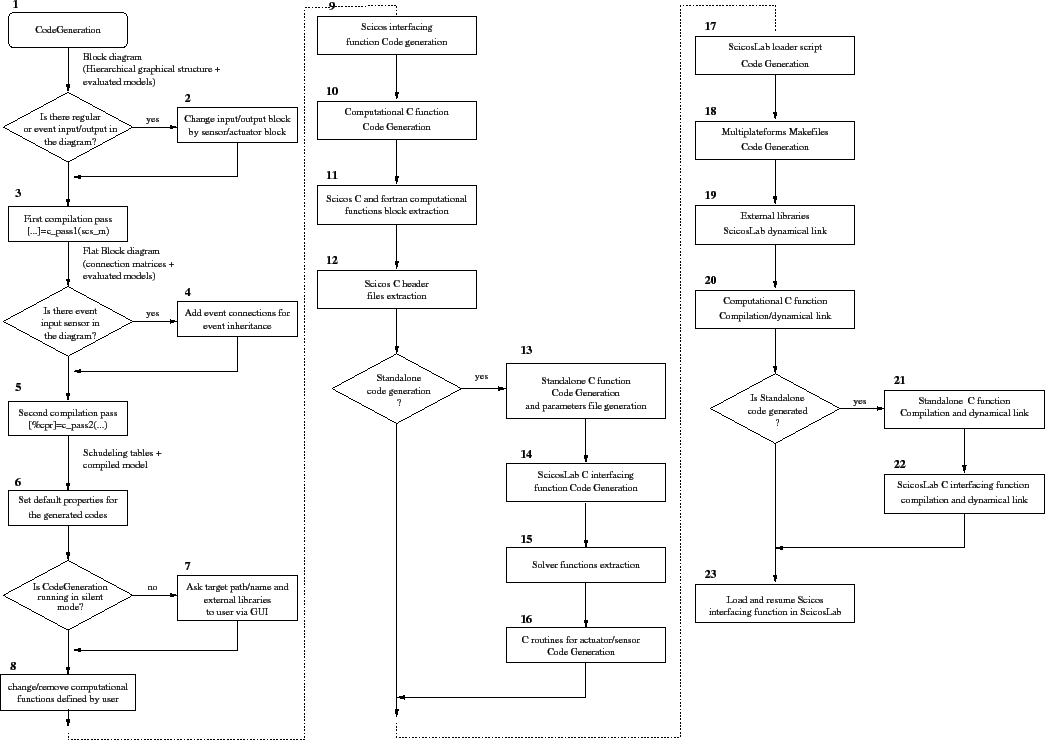 1
CodeGeneration
Block diagram
(Hierarchical graphical structure +
evaluated models)
Is there regular
or event input/output in
the diagram?
yes
2
Change input/output block
by sensor/actuator block
3
First compilation pass
[...]=c_pass1(scs_m)
Flat Block diagram
(connection matrices +
evaluated models)
Is there event
input sensor in
the diagram?
yes
4
Add event connections for
event inheritance
5
Second compilation pass
[%cpr]=c_pass2(...)
Schudeling tables +
compiled model
6
Set default properties for
the generated codes
Is CodeGeneration
running in silent
mode?
no
7
Ask target path/name and
external libraries
to user via GUI
8
change/remove computational
functions defined by user
9
Scicos interfacing
function Code generation
10
Computational C function
Code Generation
11
Scicos C and fortran computational
functions block extraction
12
Scicos C header
files extraction
Standalone
code generation
?
yes
13
Standalone C function
Code Generation
and parameters file generation
14
ScicosLab C interfacing
function Code Generation
15
Solver functions extraction
16
C routines for actuator/sensor
Code Generation
17
ScicosLab loader script
Code Generation
18
Multiplateforms Makefiles
Code Generation
19
External libraries
ScicosLab dynamical link
20
Computational C function
Compilation/dynamical link
Is Standalone
code generated
?
yes
21
Standalone C function
Compilation and dynamical link
22
ScicosLab C interfacing function
compilation and dynamical link
23
Load and resume Scicos
interfacing function in ScicosLab